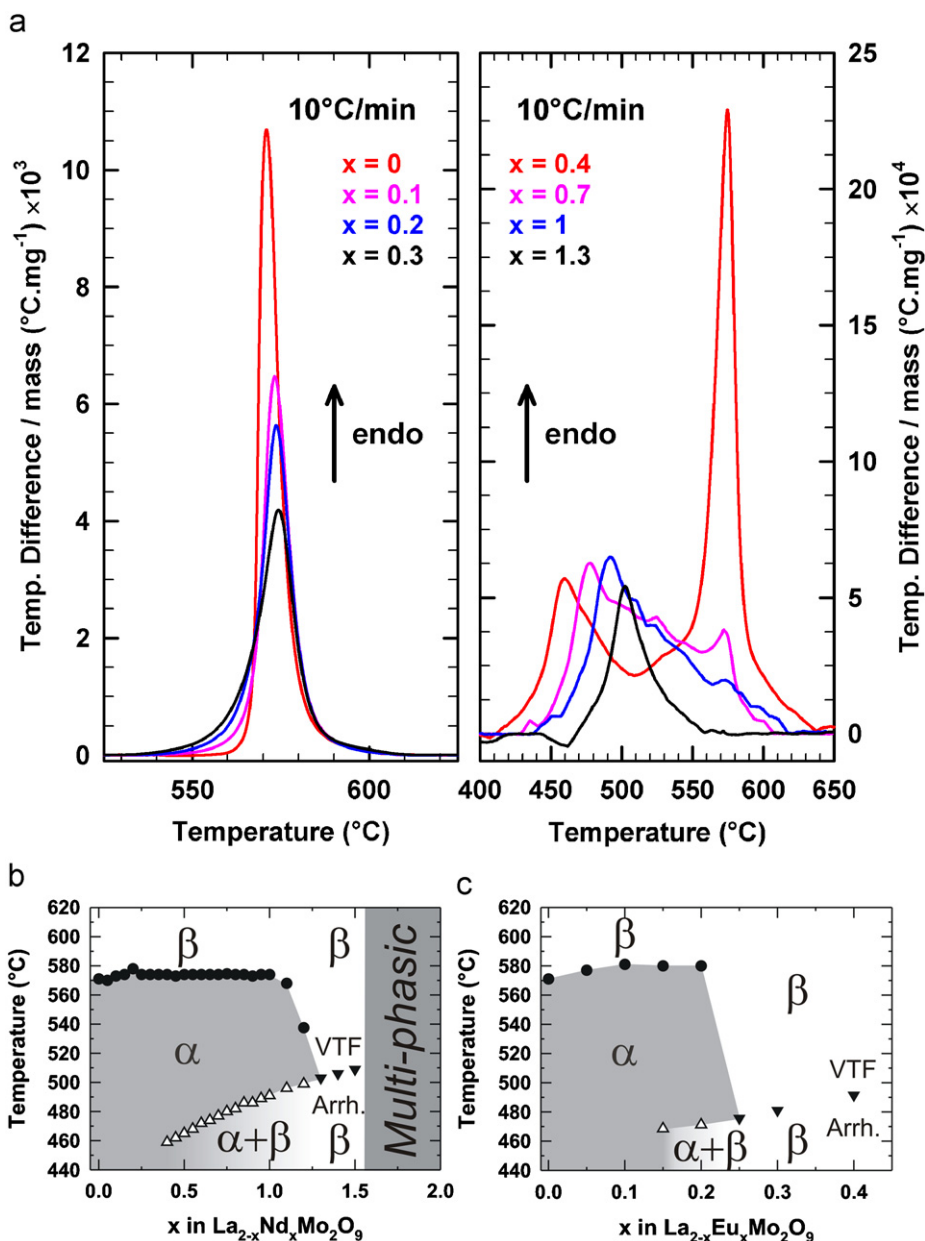 a
12
10
8
6
4
2
0
Temp. Difference / mass (°C.mg⁻¹) ×10³
10°C/min
x = 0
x = 0.1
x = 0.2
x = 0.3
endo
550
600
Temperature (°C)
10°C/min
x = 0.4
x = 0.7
x = 1
x = 1.3
endo
25
20
15
10
5
0
Temp. Difference / mass (°C.mg⁻¹) ×10⁴
400
450
500
550
600
650
Temperature (°C)
b
620
600
580
560
540
520
500
480
460
440
Temperature (°C)
β
β
α
VTF
Arrh.
α+β
β
Multi-phasic
0.0
0.5
1.0
1.5
2.0
x in La₂₋ₓNdₓMo₂O₉
c
620
600
580
560
540
520
500
480
460
440
Temperature (°C)
β
β
α
VTF
Arrh.
α+β
β
0.0
0.1
0.2
0.3
0.4
x in La₂₋ₓEuₓMo₂O₉